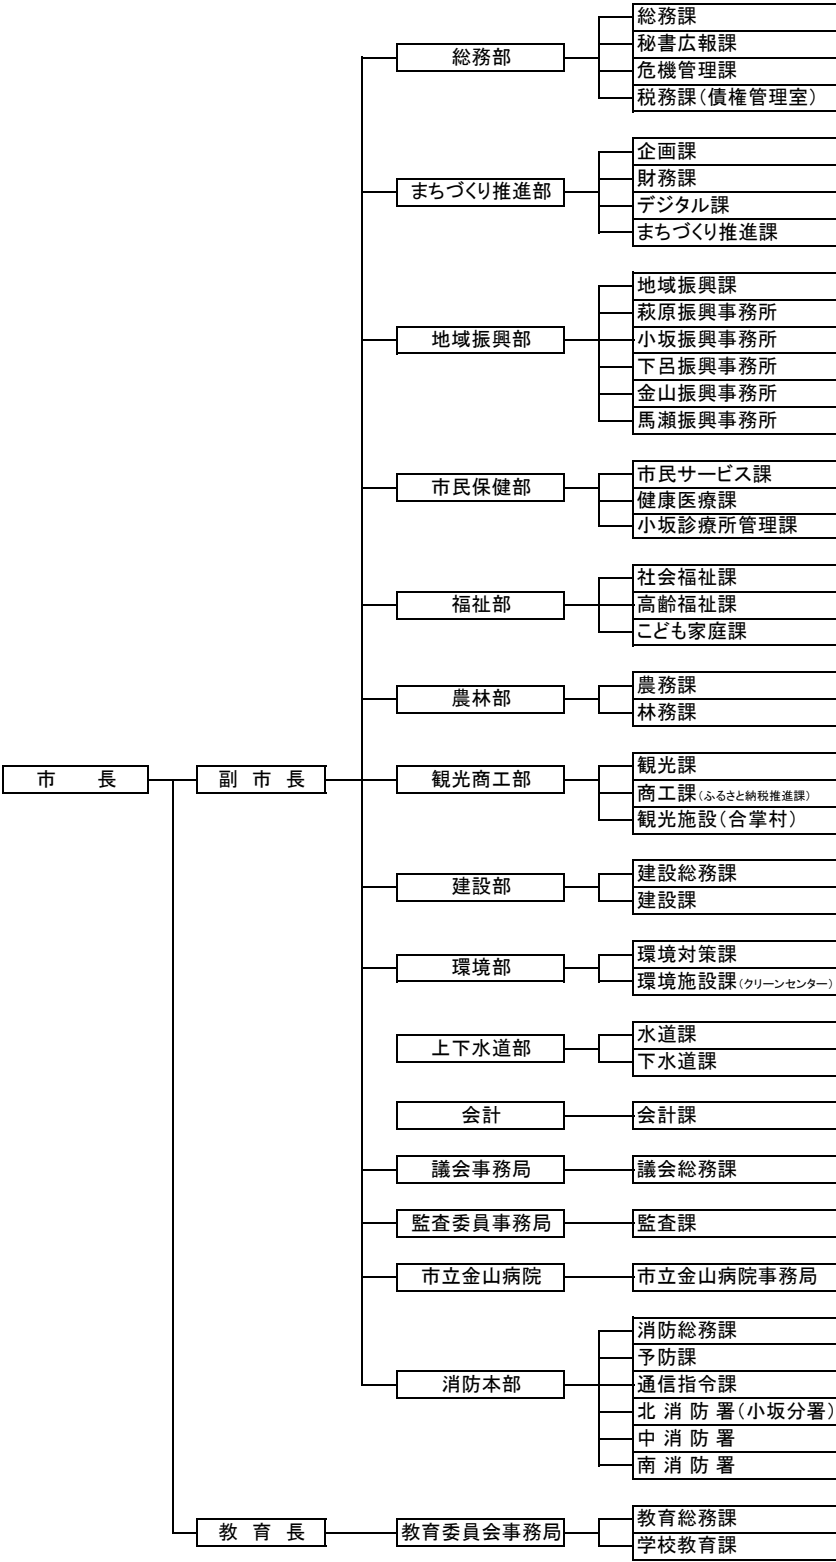 総務課
秘書広報課
総務部
危機管理課
税務課(債権管理室)
企画課
財務課
まちづくり推進部
デジタル課
まちづくり推進課
地域振興課
萩原振興事務所
地域振興部
小坂振興事務所
下呂振興事務所
金山振興事務所
馬瀬振興事務所
市民サービス課
市民保健部
健康医療課
小坂診療所管理課
社会福祉課
福祉部
高齢福祉課
こども家庭課
農務課
農林部
林務課
市長
副市長
観光商工部
観光課
商工課(ふるさと納税推進課)
観光施設(合掌村)
建設総務課
建設部
建設課
環境対策課
環境部
環境施設課(クリーンセンター)
水道課
上下水道部
下水道課
会計
会計課
議会事務局
議会総務課
監査委員事務局
監査課
市立金山病院
市立金山病院事務局
消防総務課
予防課
消防本部
通信指令課
北消防署(小坂分署)
中消防署
南消防署
教育長
教育委員会事務局
教育総務課
学校教育課